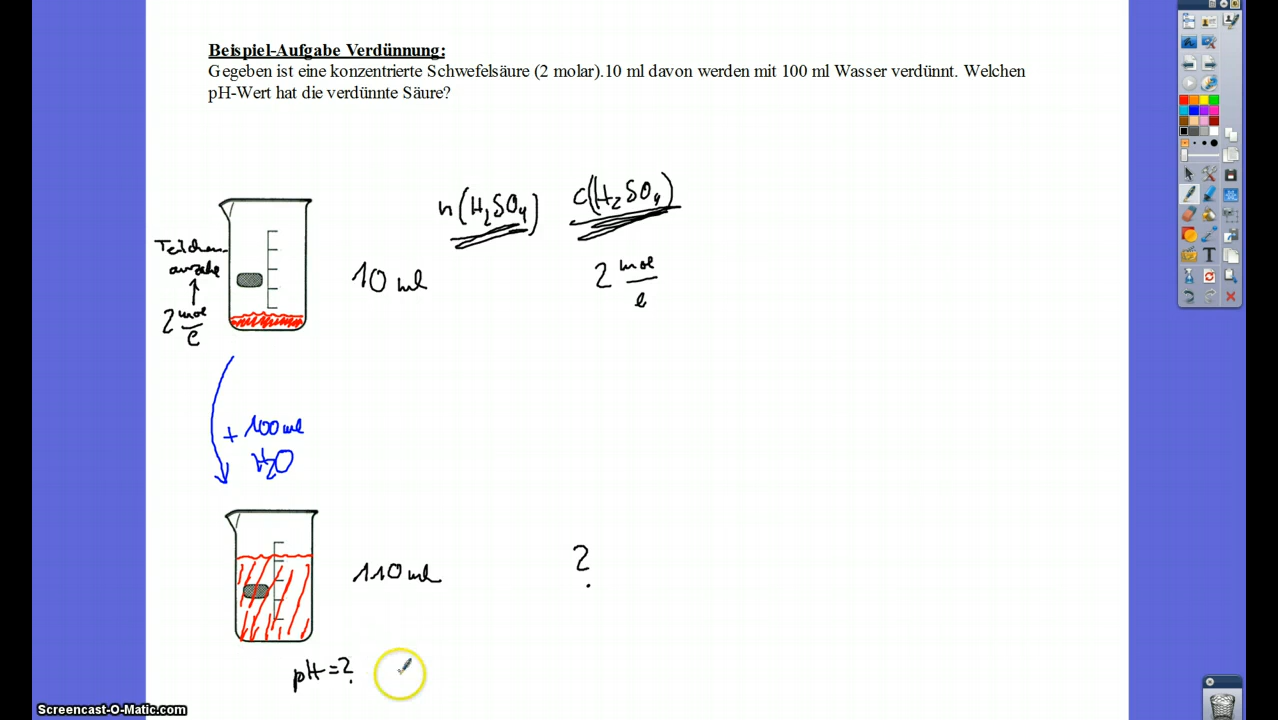 Beispiel-Aufgabe Verdünnung:
Gegeben ist eine konzentrierte Schwefelsäure (2 molar).10 ml davon werden mit 100 ml Wasser verdünnt. Welchen
pH-Wert hat die verdünnte Säure?
n(H₂SO₄) c(H₂SO₄)
Teilchen-
anzahl
2 mol/l
10 ml
2 mol/l
+ 100 ml
H₂O
110 ml
?
pH = ?
Screencast-O-Matic.com